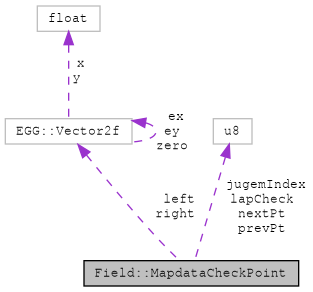 float
x
y
EGG::Vector2f
ex
ey
zero
u8
left
right
jugemIndex
lapCheck
nextPt
prevPt
Field::MapdataCheckPoint